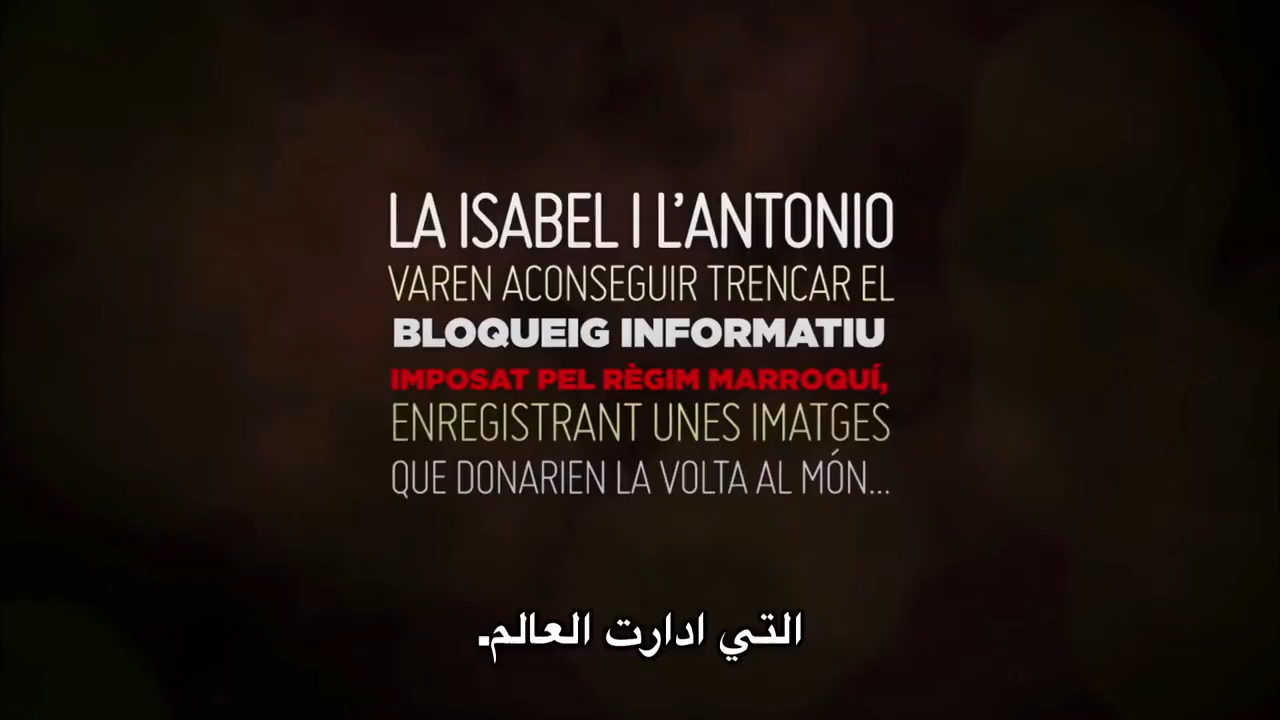 LA ISABEL I L'ANTONIO
VAREN ACONSEGUIR TRENCAR EL
BLOQUEIG INFORMATIU
IMPOSAT PEL RÈGIM MARROQUÍ,
ENREGISTRANT UNES IMATGES
QUE DONARIEN LA VOLTA AL MÓN...
التي ادارت العالم.